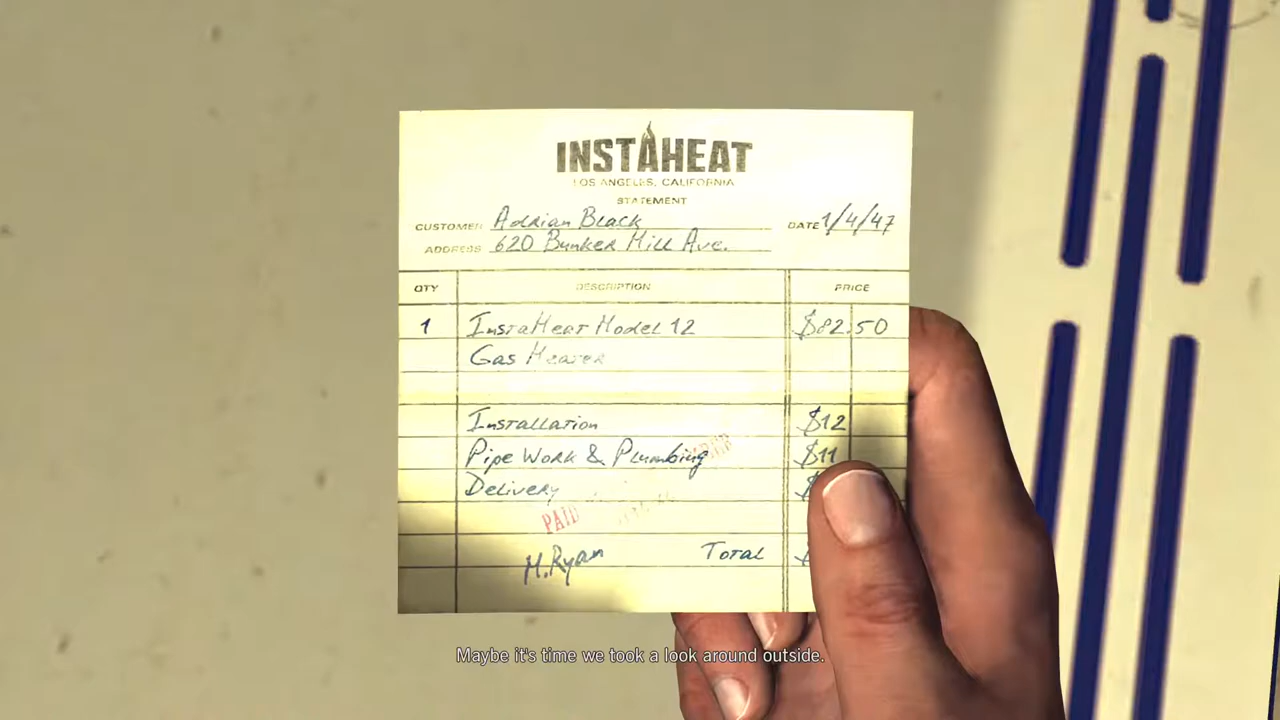 INSTAHEAT
LOS ANGELES, CALIFORNIA
STATEMENT
CUSTOMER Adrian Black DATE 1/4/47
ADDRESS 620 Bunker Hill Ave.
QTY DESCRIPTION PRICE
1 InstaHeat Model 12 $82.50
Gas Heater
Installation $12
Pipe Work & Plumbing $11
Delivery $
PAID
M.Ryan Total $
Maybe it's time we took a look around outside.